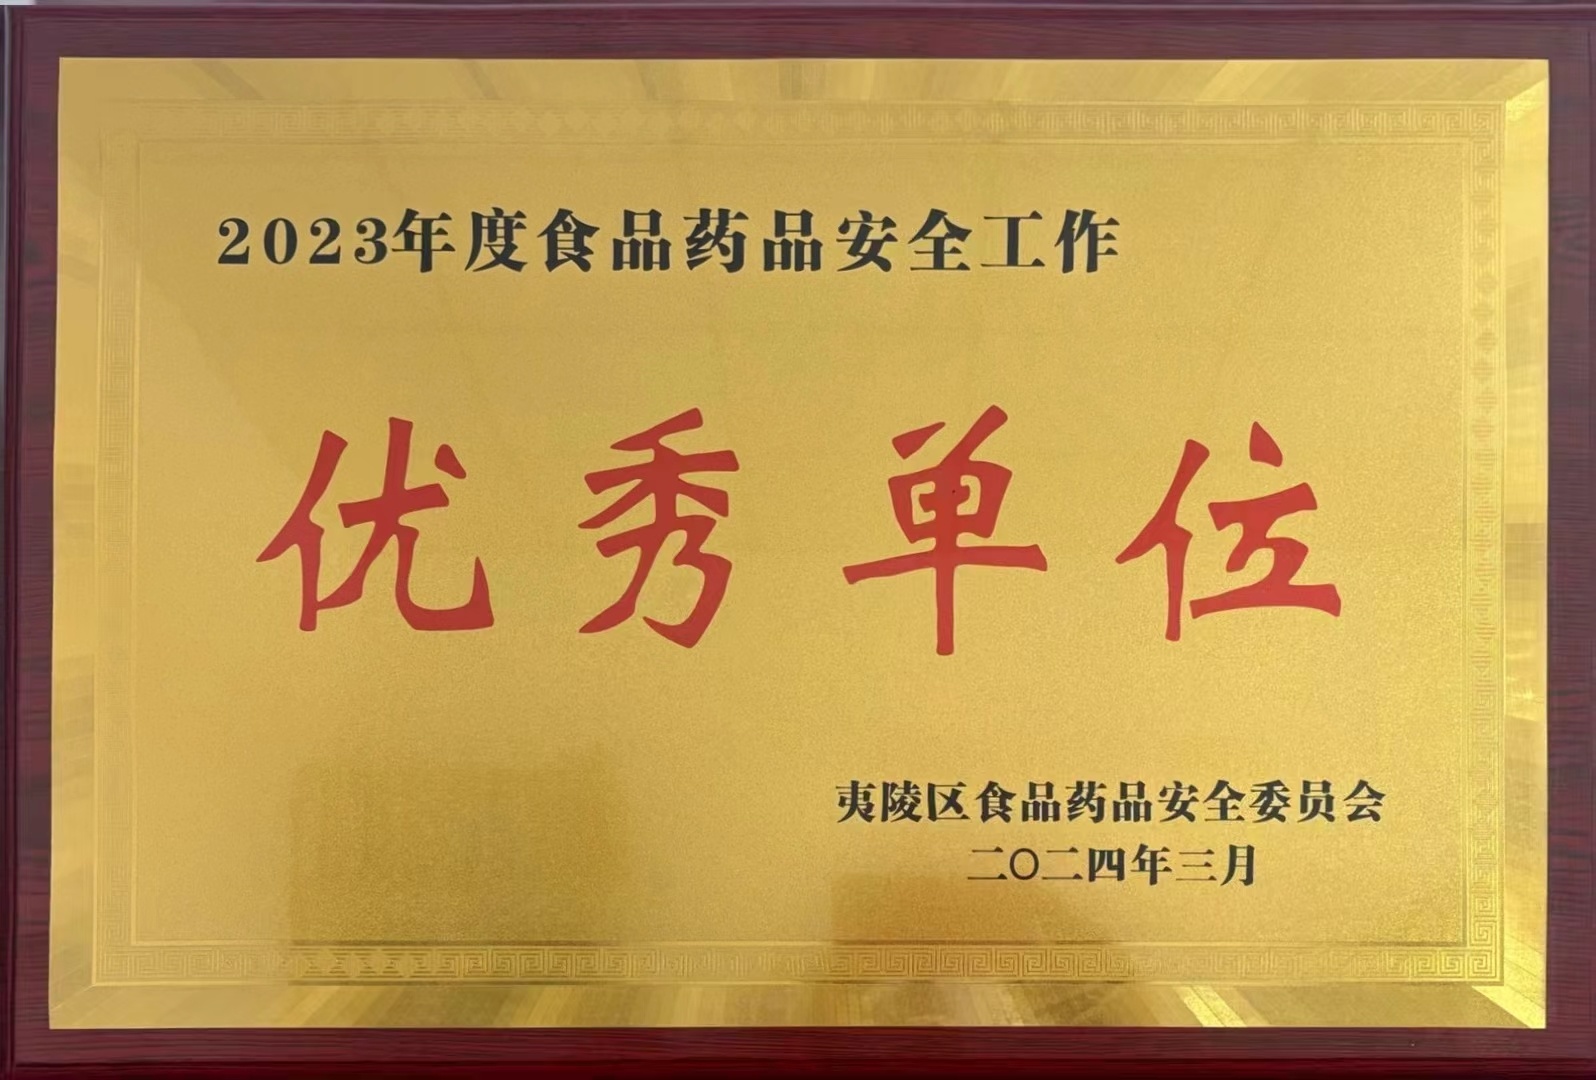 2023年度食品药品安全工作
优秀单位
夷陵区食品药品安全委员会
二〇二四年三月